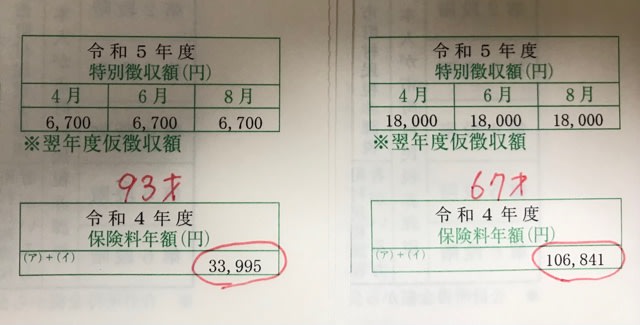 令和5年度
特別徴収額(円)
4月 6月 8月
6,700 6,700 6,700
※翌年度仮徴収額
93才
令和4年度
保険料年額(円)
(ア)+(イ)
33,995
令和5年度
特別徴収額(円)
4月 6月 8月
18,000 18,000 18,000
※翌年度仮徴収額
67才
令和4年度
保険料年額(円)
(ア)+(イ)
106,841